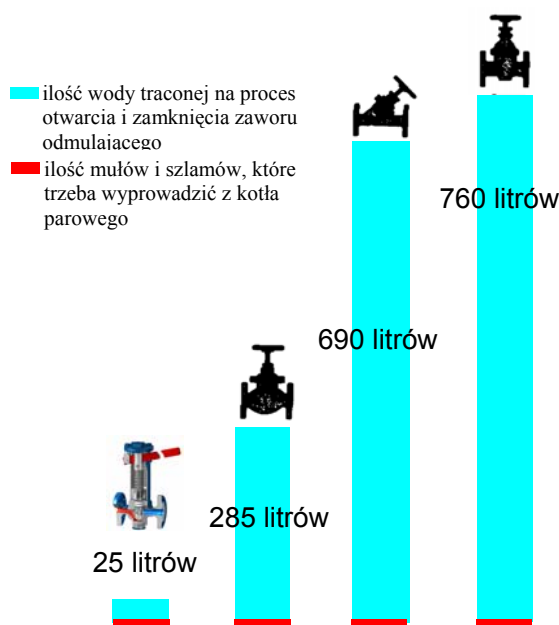 ilość wody traconej na proces
otwarcia i zamknięcia zaworu
odmulającego
ilość mułów i szlamów, które
trzeba wyprowadzić z kotła
parowego
760 litrów
690 litrów
285 litrów
25 litrów